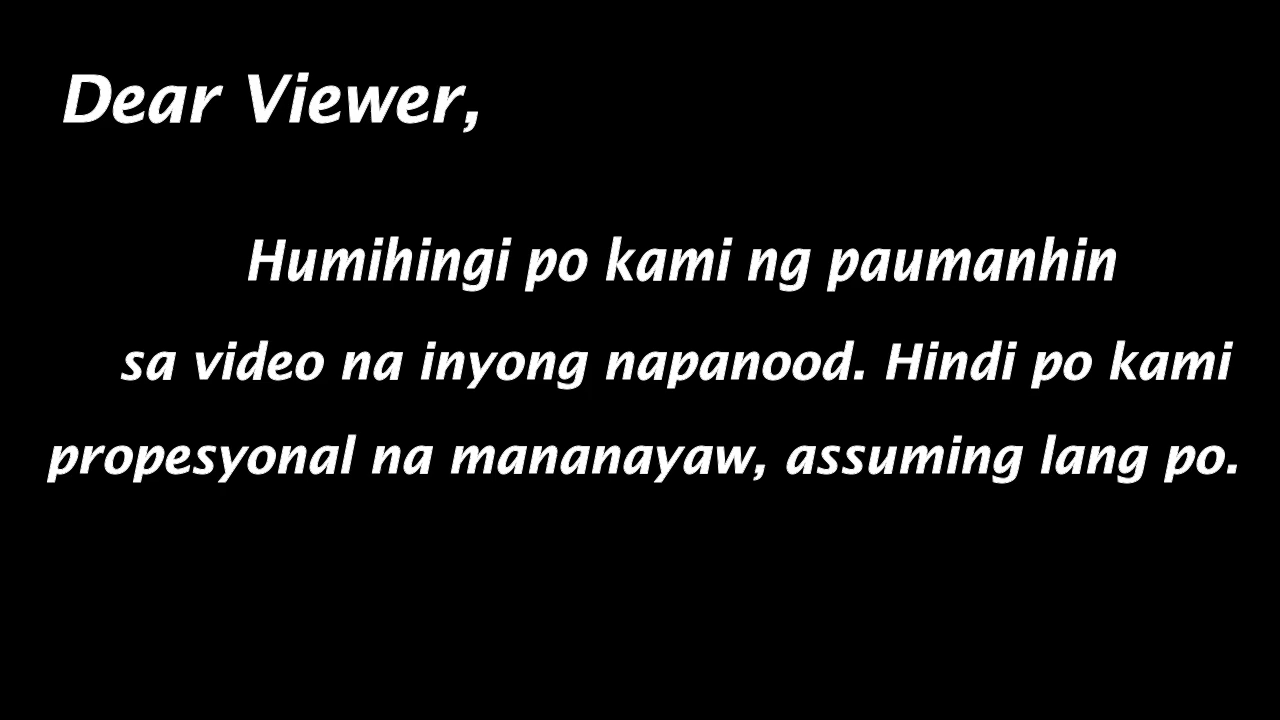 Dear Viewer,
Humihingi po kami ng paumanhin
sa video na inyong napanood. Hindi po kami
propesyonal na mananayaw, assuming lang po.